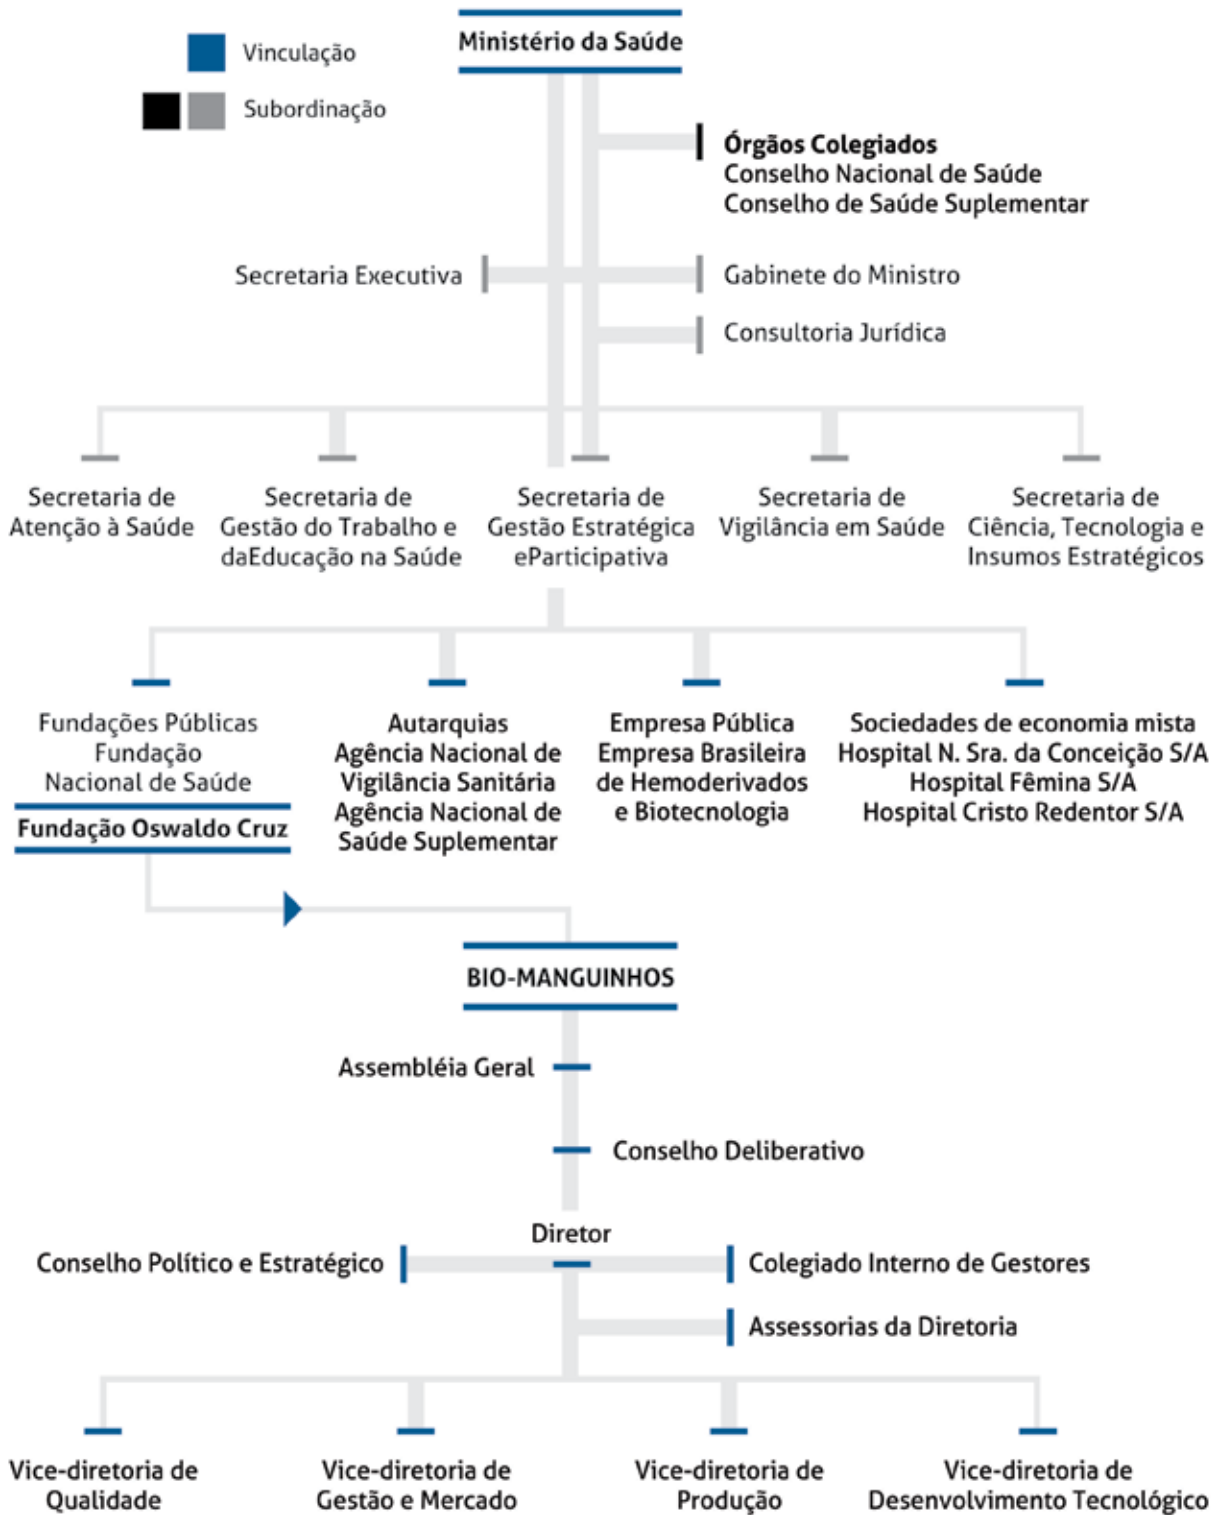 Ministério da Saúde
Vinculação
Subordinação
Órgãos Colegiados
Conselho Nacional de Saúde
Conselho de Saúde Suplementar
Secretaria Executiva
Gabinete do Ministro
Consultoria Jurídica
Secretaria de
Atenção à Saúde
Secretaria de
Gestão do Trabalho e
daEducação na Saúde
Secretaria de
Gestão Estratégica
eParticipativa
Secretaria de
Vigilância em Saúde
Secretaria de
Ciência, Tecnologia e
Insumos Estratégicos
Fundações Públicas
Fundação
Nacional de Saúde
Fundação Oswaldo Cruz
Autarquias
Agência Nacional de
Vigilância Sanitária
Agência Nacional de
Saúde Suplementar
Empresa Pública
Empresa Brasileira
de Hemoderivados
e Biotecnologia
Sociedades de economia mista
Hospital N. Sra. da Conceição S/A
Hospital Fêmina S/A
Hospital Cristo Redentor S/A
BIO-MANGUINHOS
Assembléia Geral
Conselho Deliberativo
Diretor
Conselho Político e Estratégico
Colegiado Interno de Gestores
Assessorias da Diretoria
Vice-diretoria de
Qualidade
Vice-diretoria de
Gestão e Mercado
Vice-diretoria de
Produção
Vice-diretoria de
Desenvolvimento Tecnológico